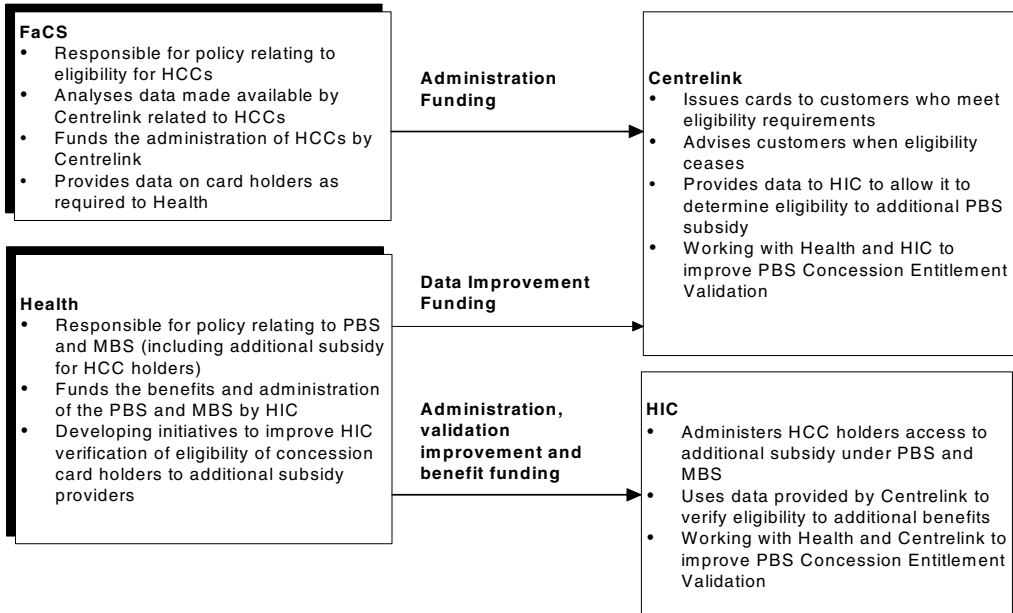 FaCS
• Responsible for policy relating to
eligibility for HCCs
• Analyses data made available by
Centrelink related to HCCs
• Funds the administration of HCCs by
Centrelink
• Provides data on card holders as
required to Health
Administration
Funding
Centrelink
• Issues cards to customers who meet
eligibility requirements
• Advises customers when eligibility
ceases
• Provides data to HIC to allow it to
determine eligibility to additional PBS
subsidy
• Working with Health and HIC to
improve PBS Concession Entitlement
Validation
Health
• Responsible for policy relating to PBS
and MBS (including additional subsidy
for HCC holders)
• Funds the benefits and administration
of the PBS and MBS by HIC
• Developing initiatives to improve HIC
verification of eligibility of concession
card holders to additional subsidy
providers
Data Improvement
Funding
Administration,
validation
improvement and
benefit funding
HIC
• Administers HCC holders access to
additional subsidy under PBS and
MBS
• Uses data provided by Centrelink to
verify eligibility to additional benefits
• Working with Health and Centrelink to
improve PBS Concession Entitlement
Validation